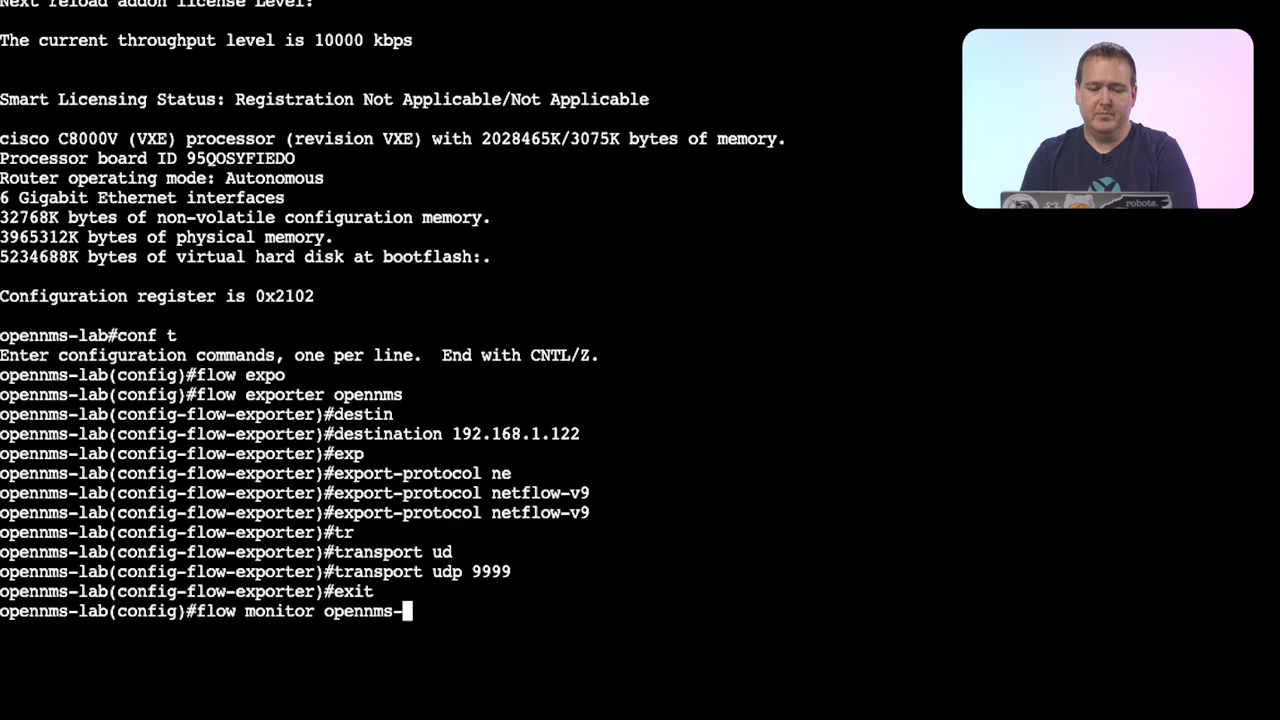 Next reload addon license Level:
The current throughput level is 10000 kbps
Smart Licensing Status: Registration Not Applicable/Not Applicable
cisco C8000V (VXE) processor (revision VXE) with 2028465K/3075K bytes of memory.
Processor board ID 95QOSYFIEDO
Router operating mode: Autonomous
6 Gigabit Ethernet interfaces
32768K bytes of non-volatile configuration memory.
3965312K bytes of physical memory.
5234688K bytes of virtual hard disk at bootflash:.
Configuration register is 0x2102
opennms-lab#conf t
Enter configuration commands, one per line.  End with CNTL/Z.
opennms-lab(config)#flow expo
opennms-lab(config)#flow exporter opennms
opennms-lab(config-flow-exporter)#destin
opennms-lab(config-flow-exporter)#destination 192.168.1.122
opennms-lab(config-flow-exporter)#exp
opennms-lab(config-flow-exporter)#export-protocol ne
opennms-lab(config-flow-exporter)#export-protocol netflow-v9
opennms-lab(config-flow-exporter)#export-protocol netflow-v9
opennms-lab(config-flow-exporter)#tr
opennms-lab(config-flow-exporter)#transport ud
opennms-lab(config-flow-exporter)#transport udp 9999
opennms-lab(config-flow-exporter)#exit
opennms-lab(config)#flow monitor opennms-
robots.